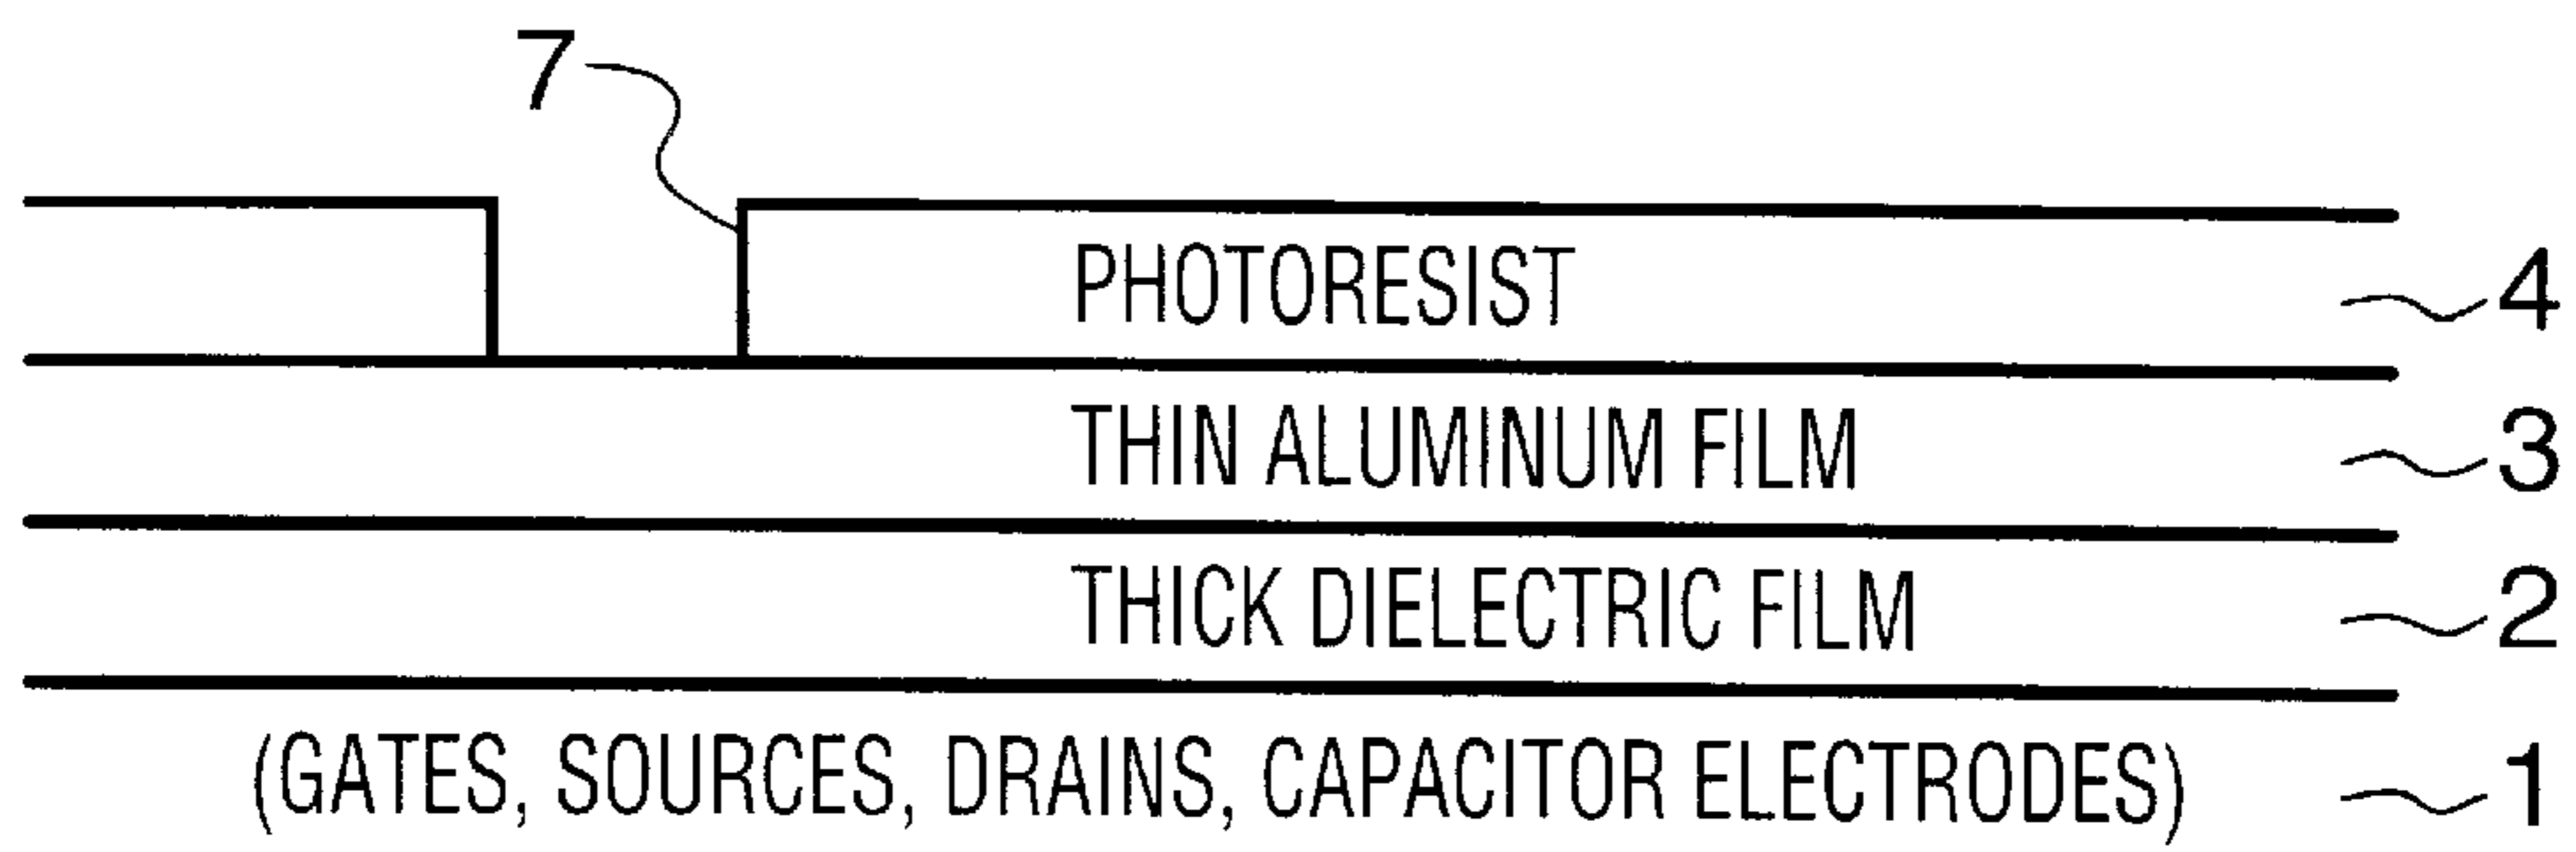 7
PHOTORESIST 4
THIN ALUMINUM FILM 3
THICK DIELECTRIC FILM 2
(GATES, SOURCES, DRAINS, CAPACITOR ELECTRODES) 1